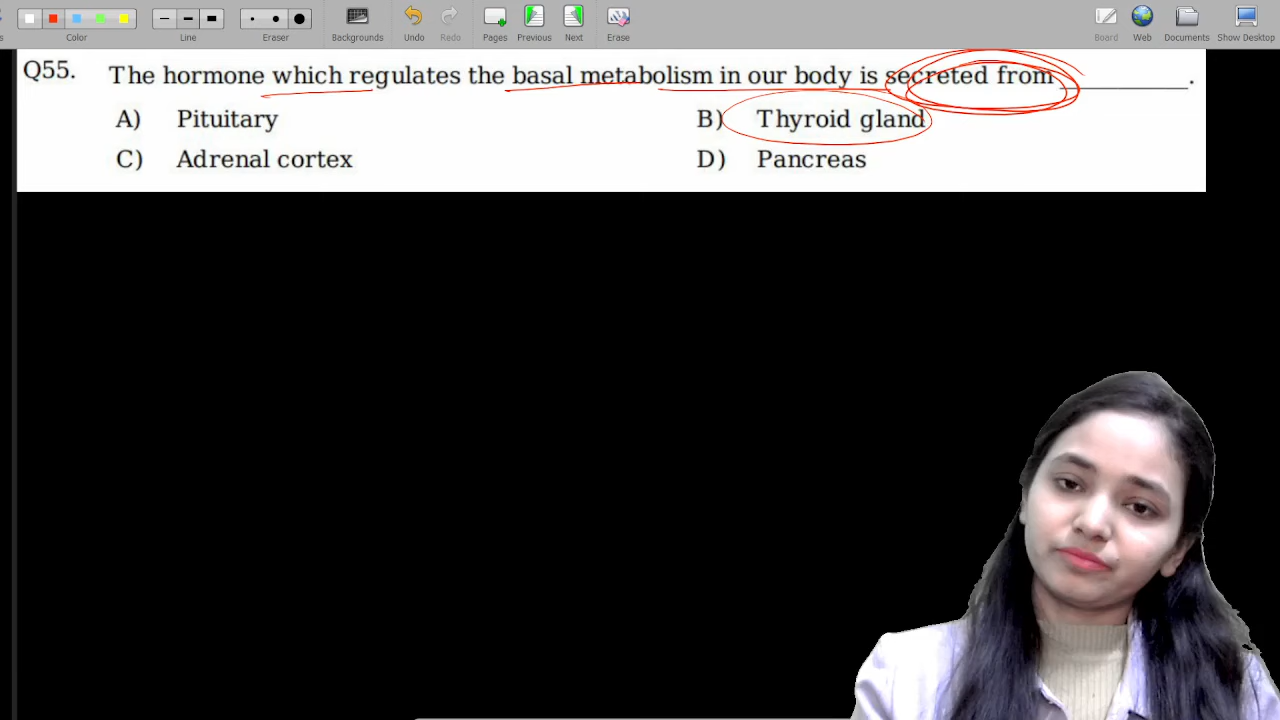 Color Line Eraser Backgrounds Undo Redo Pages Previous Next Erase Board Web Documents Show Desktop
Q55. The hormone which regulates the basal metabolism in our body is secreted from __________.
A) Pituitary B) Thyroid gland
C) Adrenal cortex D) Pancreas